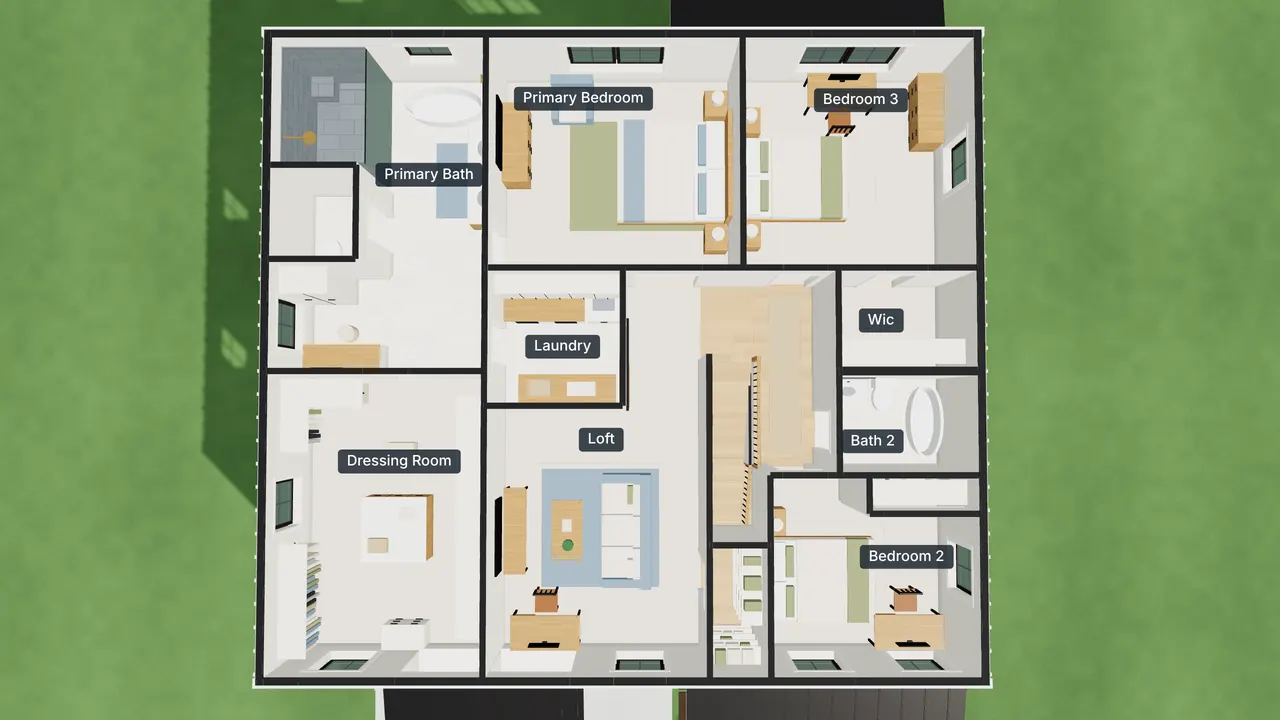 Primary Bedroom
Bedroom 3
Primary Bath
Wic
Laundry
Loft
Bath 2
Dressing Room
Bedroom 2